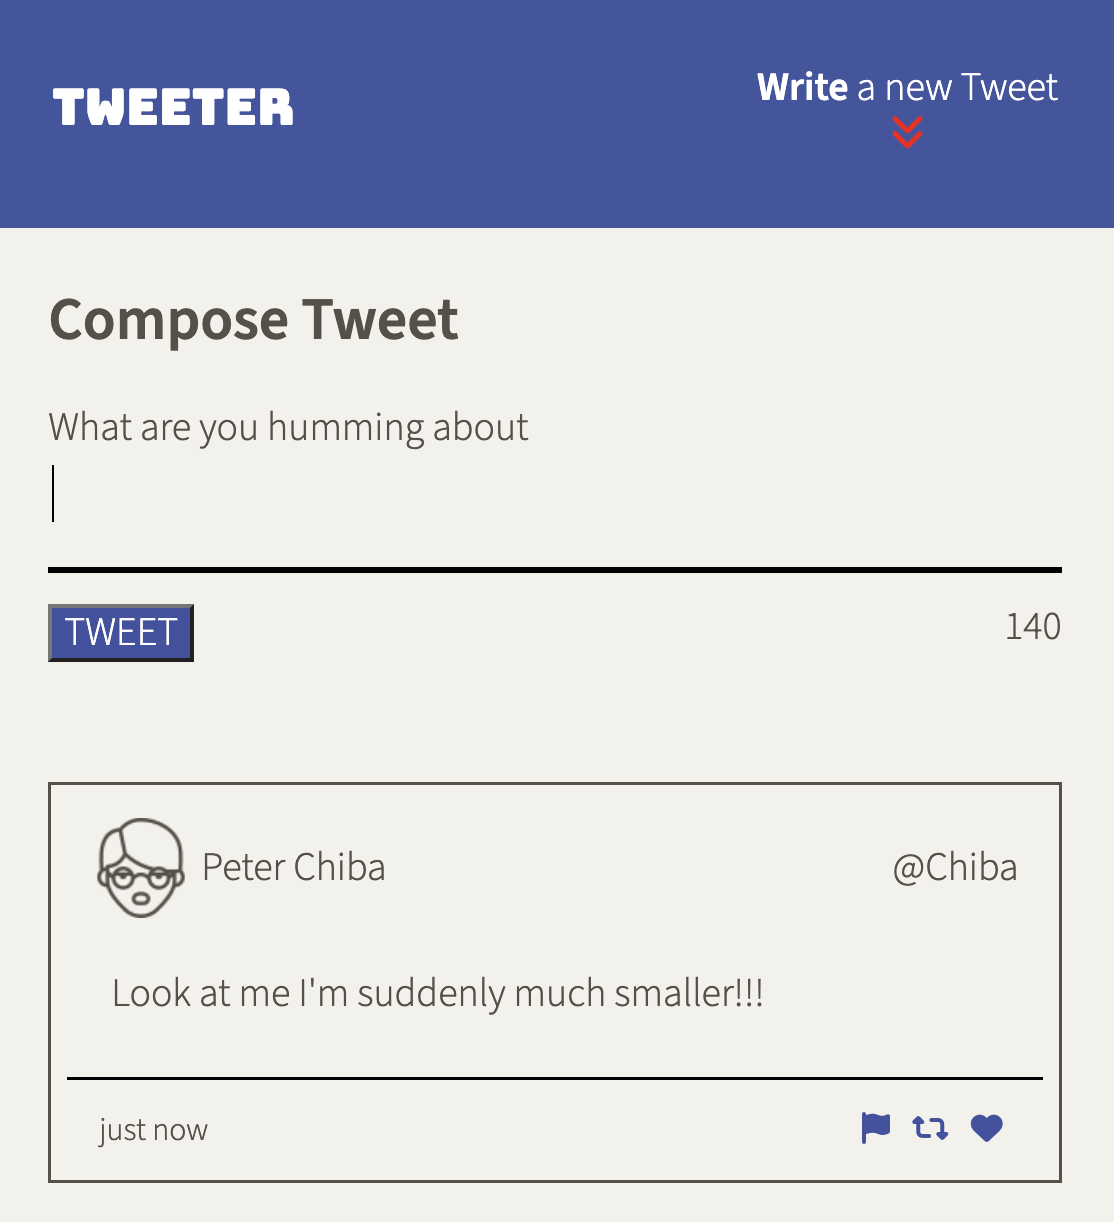 TWEETER
Write a new Tweet
Compose Tweet
What are you humming about
TWEET
140
Peter Chiba
@Chiba
Look at me I'm suddenly much smaller!!!
just now